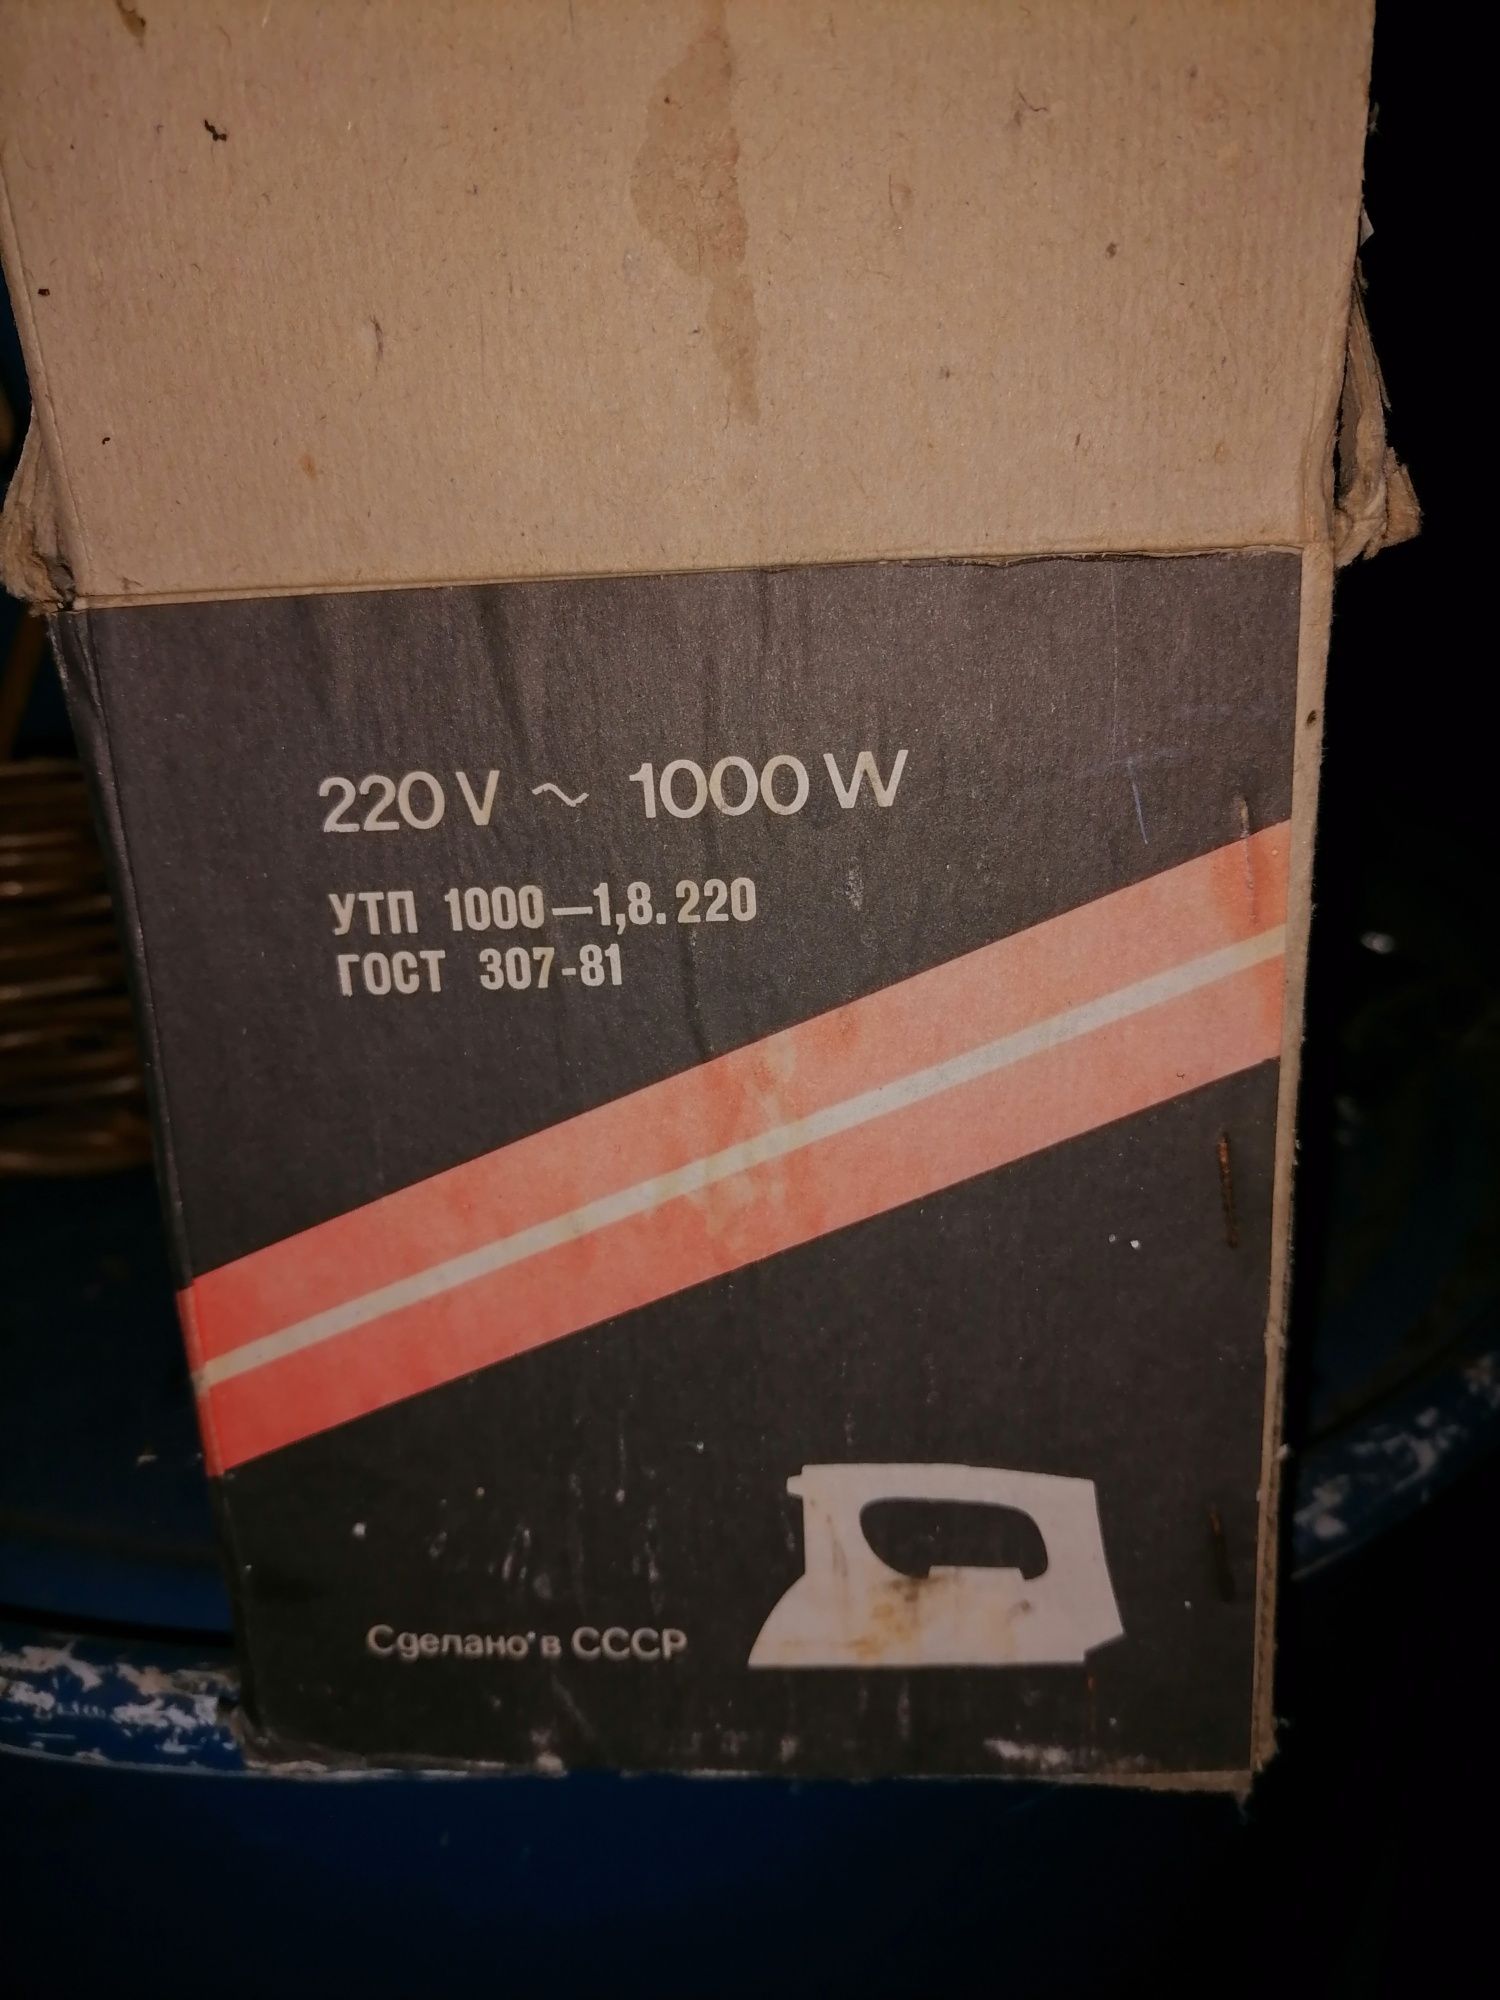 220 V ~ 1000 W
УТП 1000—1,8. 220
ГОСТ 307-81
Сделано в СССР